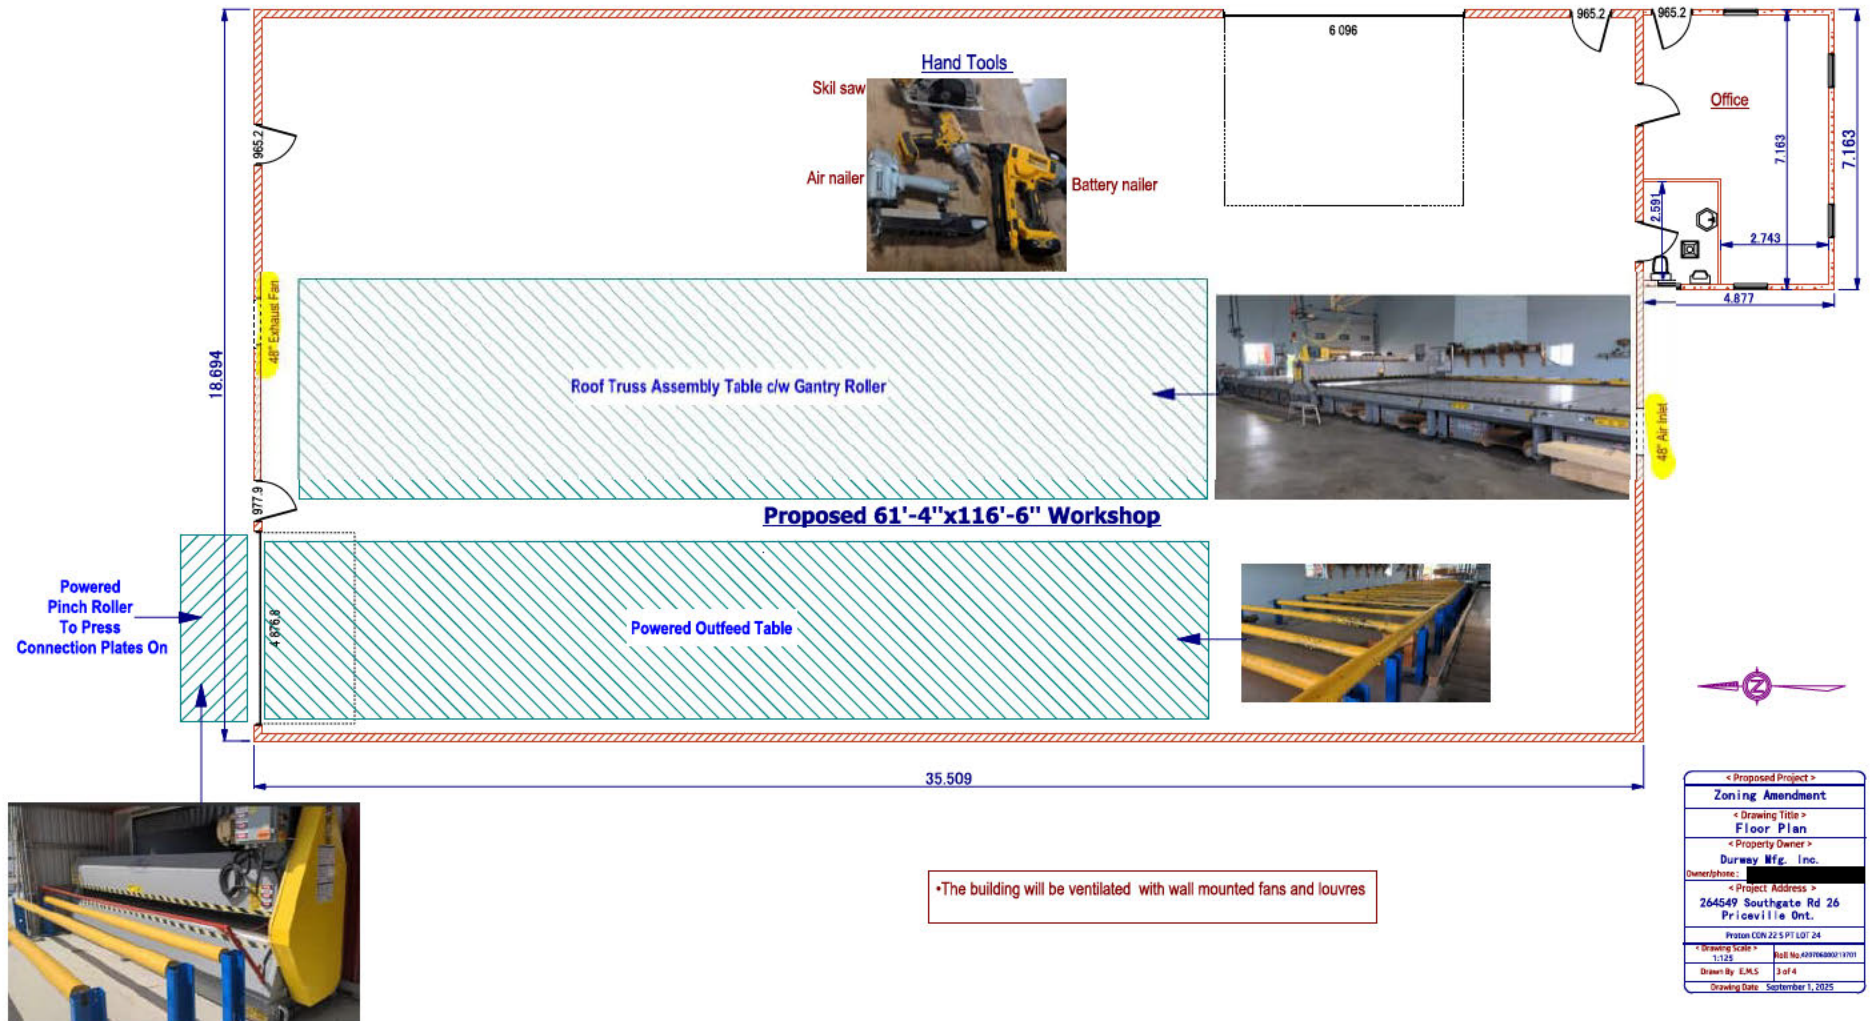 965.2
6 096
965.2
965.2
Hand Tools
Skil saw
Air nailer
Battery nailer
Office
7.163
7.163
2.591
2.743
4.877
965.2
48" Exhaust Fan
18.694
Roof Truss Assembly Table c/w Gantry Roller
48" Air Inlet
977.9
Proposed 61'-4"x116'-6" Workshop
Powered
Pinch Roller
To Press
Connection Plates On
4 876.8
Powered Outfeed Table
N
35.509
•The building will be ventilated with wall mounted fans and louvres
< Proposed Project >
Zoning Amendment
< Drawing Title >
Floor Plan
< Property Owner >
Durway Mfg. Inc.
Owner/phone :
< Project Address >
264549 Southgate Rd 26
Priceville Ont.
Proton CON 22 S PT LOT 24
< Drawing Scale >
1:125
Roll No.
Drawn By E.M.S
3 of 4
Drawing Date September 1, 2025